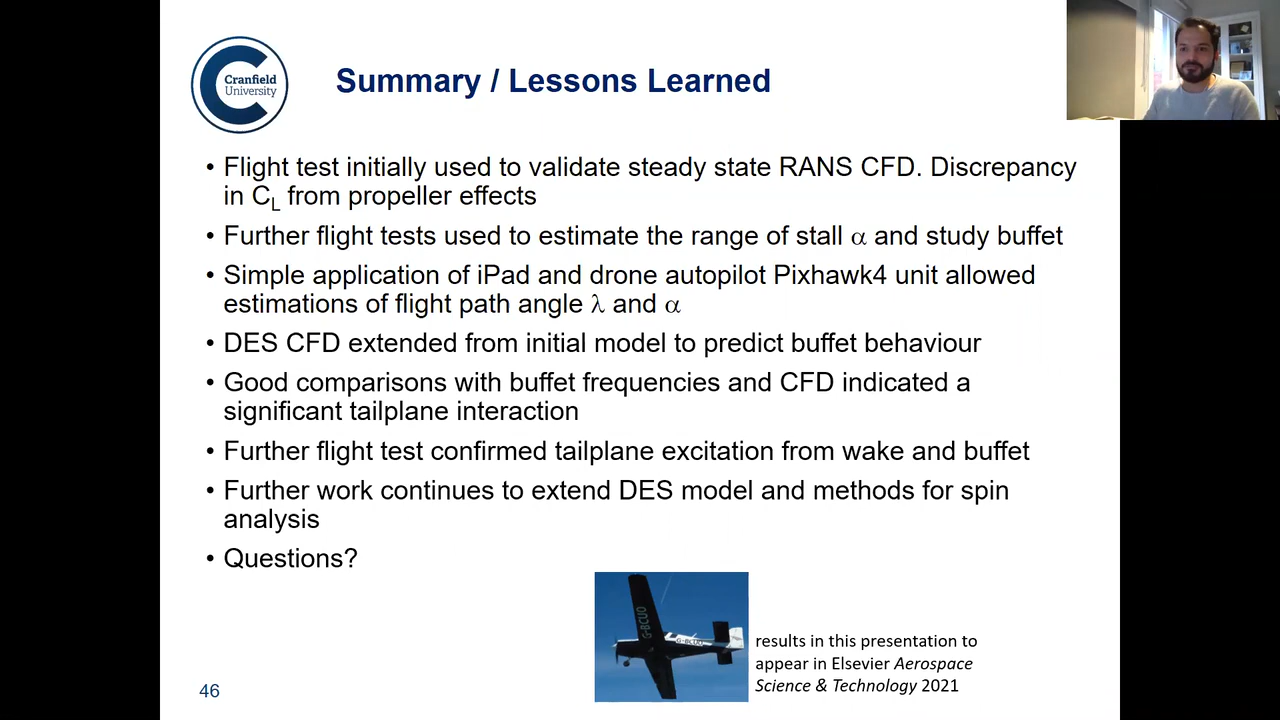 Cranfield
University
Summary / Lessons Learned
• Flight test initially used to validate steady state RANS CFD. Discrepancy
in CL from propeller effects
• Further flight tests used to estimate the range of stall α and study buffet
• Simple application of iPad and drone autopilot Pixhawk4 unit allowed
estimations of flight path angle λ and α
• DES CFD extended from initial model to predict buffet behaviour
• Good comparisons with buffet frequencies and CFD indicated a
significant tailplane interaction
• Further flight test confirmed tailplane excitation from wake and buffet
• Further work continues to extend DES model and methods for spin
analysis
• Questions?
G-BCUO
G-BCUO
results in this presentation to
appear in Elsevier Aerospace
Science & Technology 2021
46